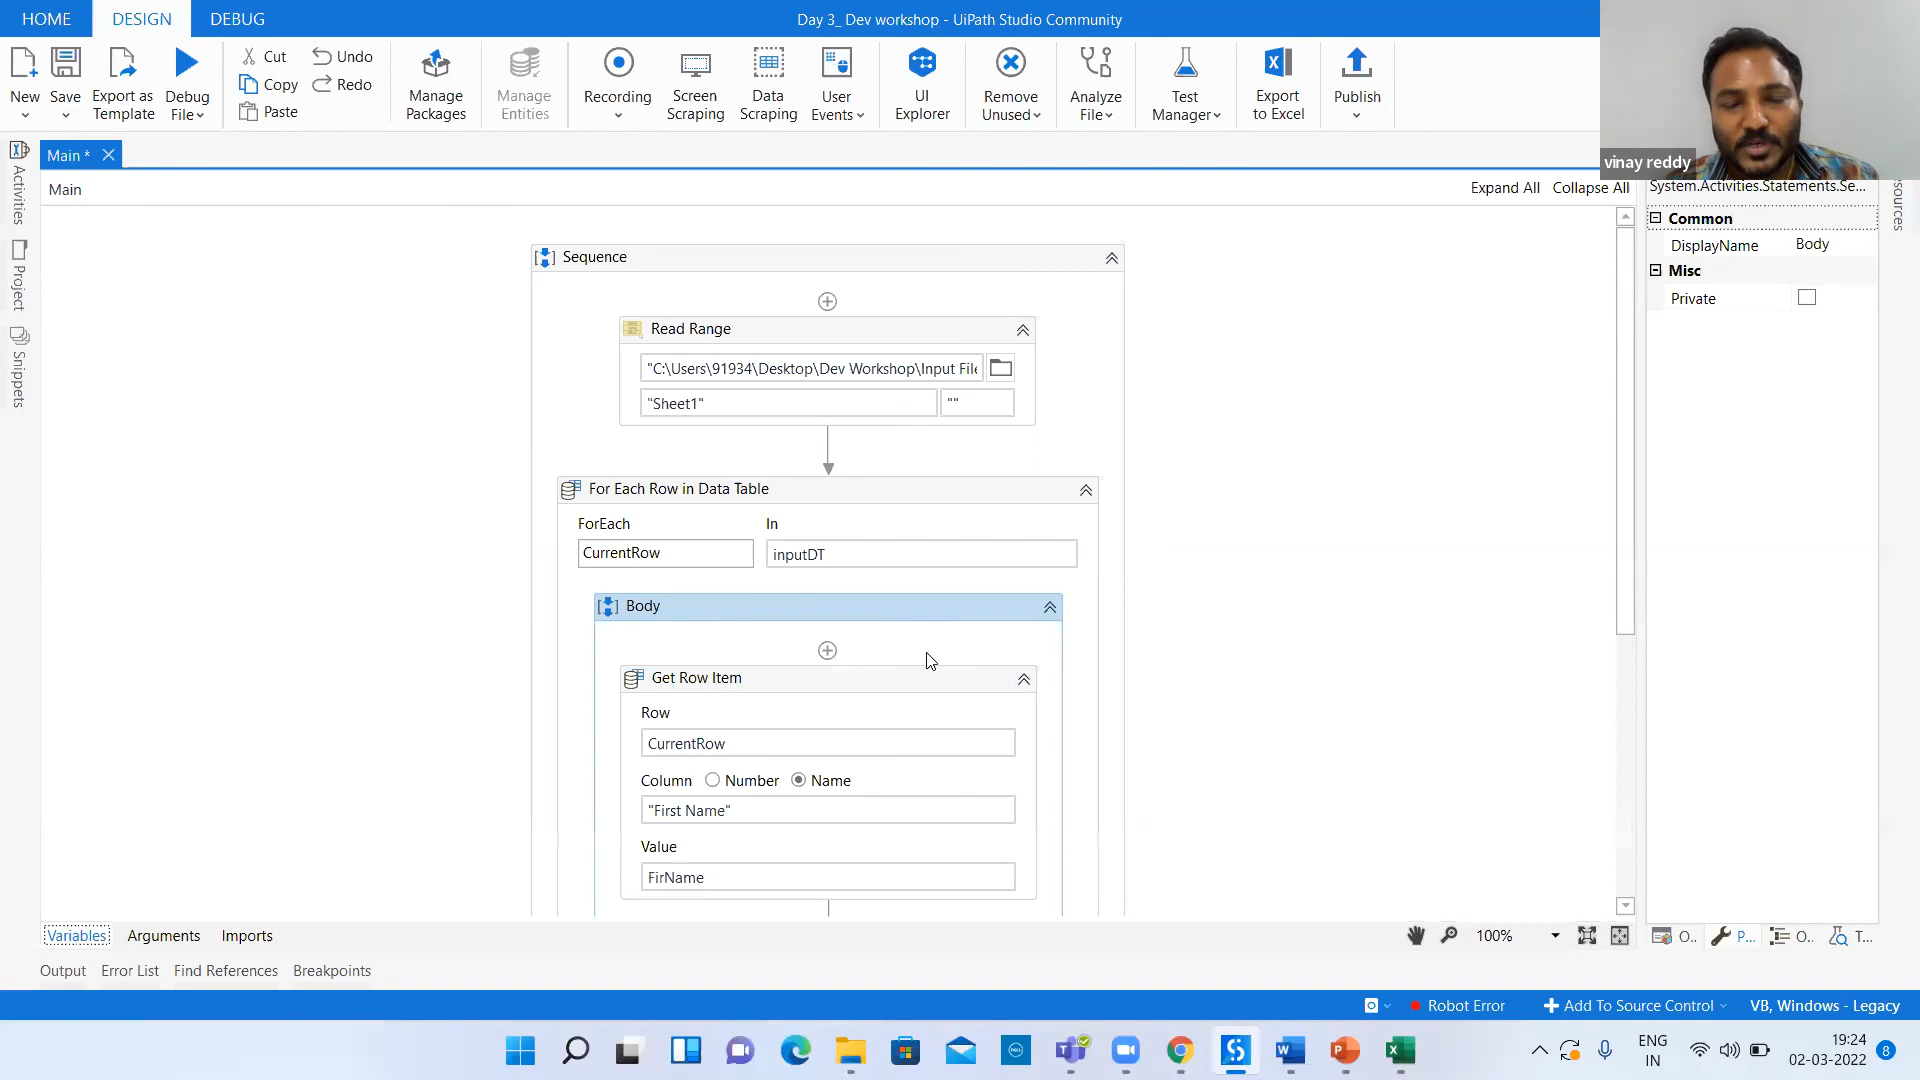 HOME DESIGN DEBUG
Day 3_ Dev workshop - UiPath Studio Community
New
Save
Export as Template
Debug File
Cut
Copy
Paste
Undo
Redo
Manage Packages
Manage Entities
Recording
Screen Scraping
Data Scraping
User Events
UI Explorer
Remove Unused
Analyze File
Test Manager
Export to Excel
Publish
vinay reddy
Main *
Main
Expand All Collapse All
Activities
Project
Snippets
System.Activities.Statements.Se...
Common
DisplayName Body
Misc
Private
Sequence
Read Range
"C:\Users\91934\Desktop\Dev Workshop\Input File
"Sheet1" ""
For Each Row in Data Table
ForEach In
CurrentRow inputDT
Body
Get Row Item
Row
CurrentRow
Column Number Name
"First Name"
Value
FirName
Variables Arguments Imports
100%
O.. P... O.. T...
Output Error List Find References Breakpoints
Robot Error Add To Source Control VB, Windows - Legacy
ENG
IN
19:24
02-03-2022
8